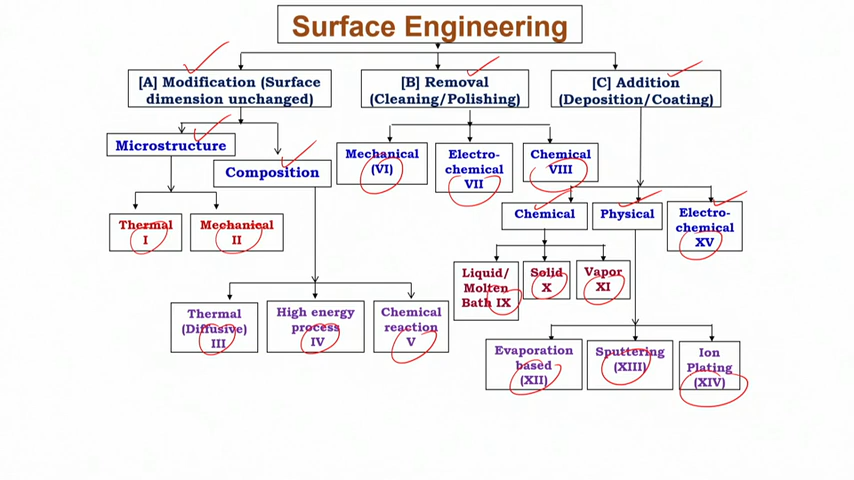 Surface Engineering
[A] Modification (Surface
dimension unchanged)
[B] Removal
(Cleaning/Polishing)
[C] Addition
(Deposition/Coating)
Microstructure
Composition
Thermal
I
Mechanical
II
Thermal
(Diffusive)
III
High energy
process
IV
Chemical
reaction
V
Mechanical
(VI)
Electro-
chemical
VII
Chemical
VIII
Chemical
Physical
Electro-
chemical
XV
Liquid/
Molten
Bath IX
Solid
X
Vapor
XI
Evaporation
based
(XII)
Sputtering
(XIII)
Ion
Plating
(XIV)